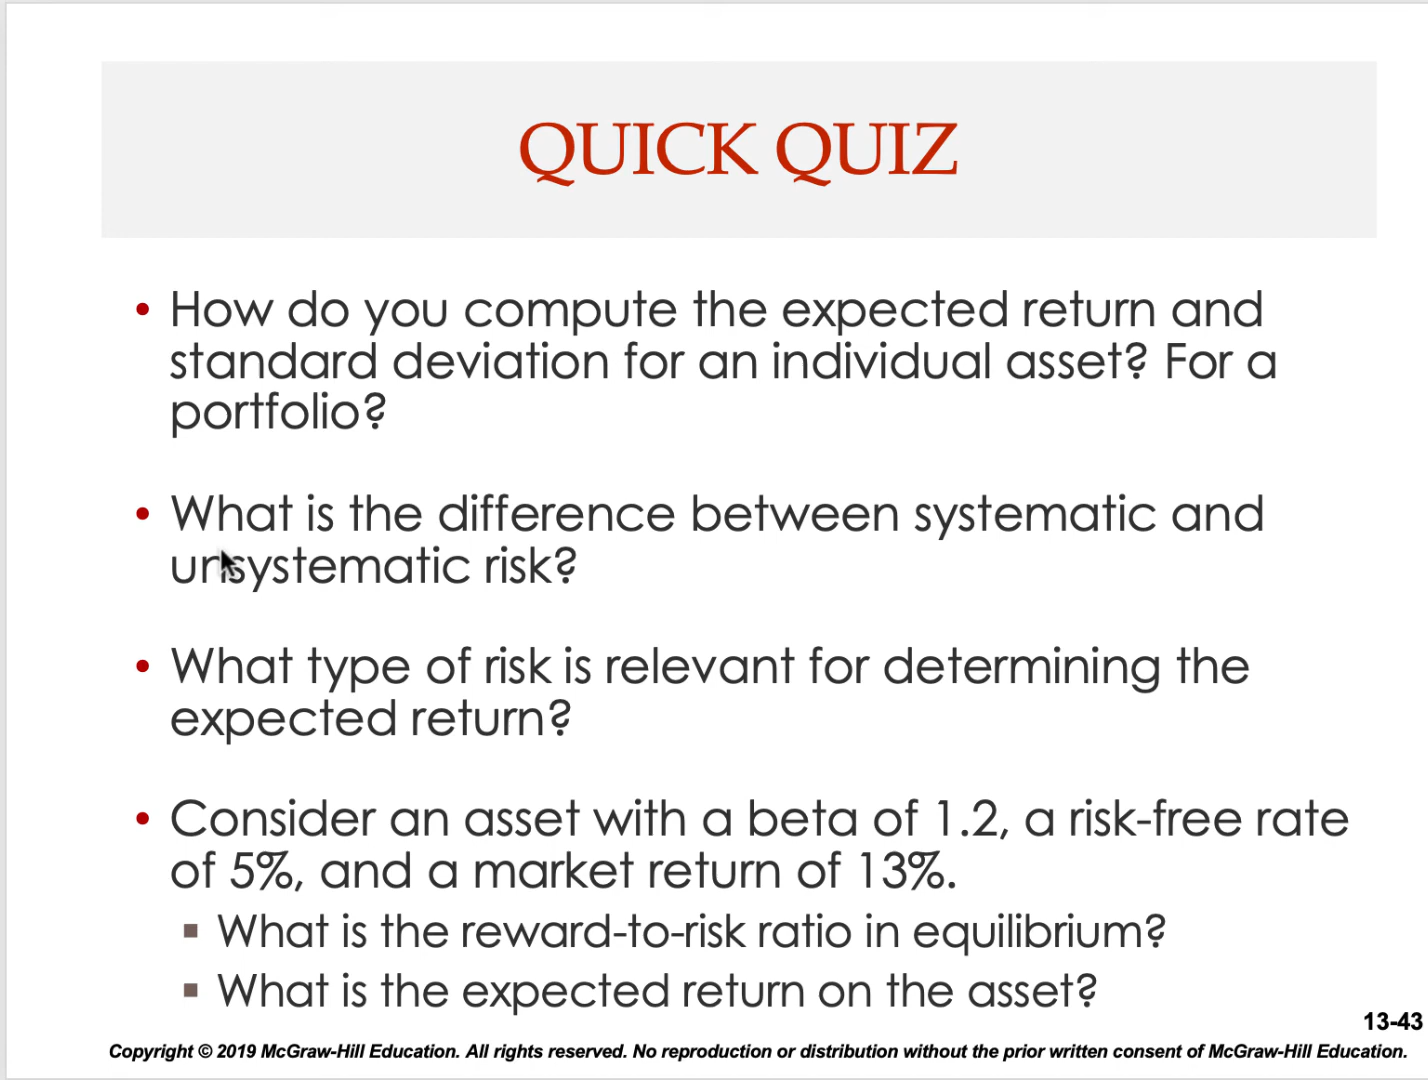 QUICK QUIZ
• How do you compute the expected return and
standard deviation for an individual asset? For a
portfolio?
• What is the difference between systematic and
unsystematic risk?
• What type of risk is relevant for determining the
expected return?
• Consider an asset with a beta of 1.2, a risk-free rate
of 5%, and a market return of 13%.
▪ What is the reward-to-risk ratio in equilibrium?
▪ What is the expected return on the asset?
13-43
Copyright © 2019 McGraw-Hill Education. All rights reserved. No reproduction or distribution without the prior written consent of McGraw-Hill Education.